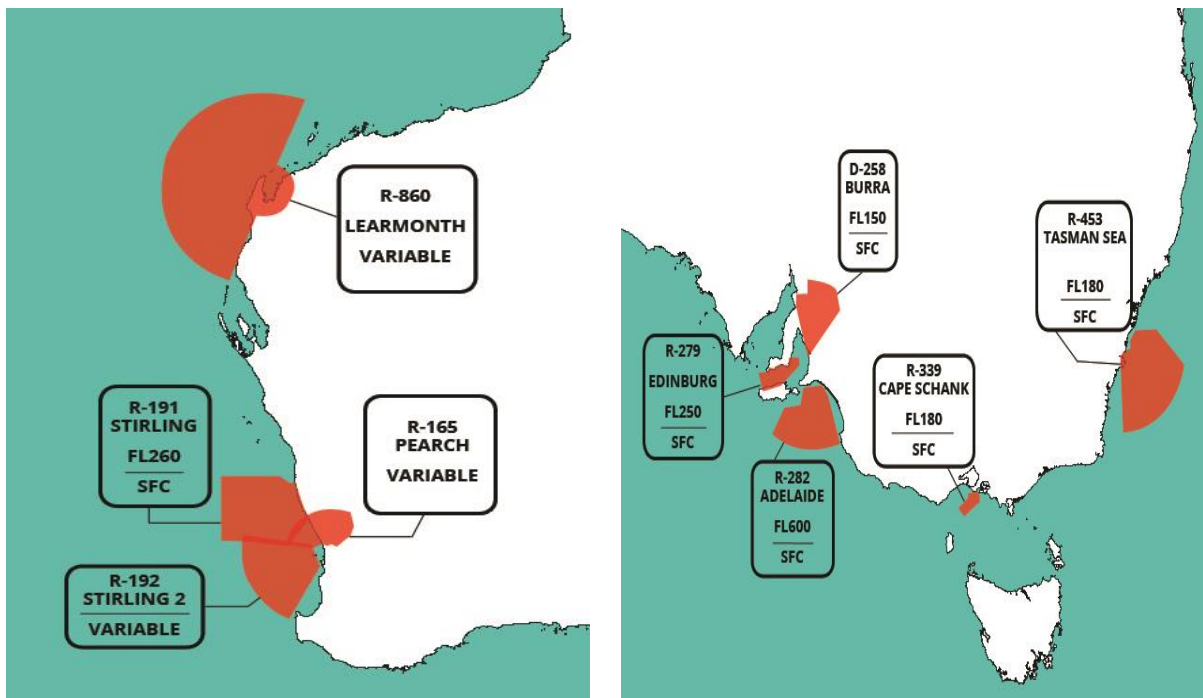 R-860
LEARMONTH
VARIABLE
R-191
STIRLING
FL260
SFC
R-165
PEARCH
VARIABLE
R-192
STIRLING 2
VARIABLE
D-258
BURRA
FL150
SFC
R-453
TASMAN SEA
FL180
SFC
R-279
EDINBURG
FL250
SFC
R-339
CAPE SCHANK
FL180
SFC
R-282
ADELAIDE
FL600
SFC